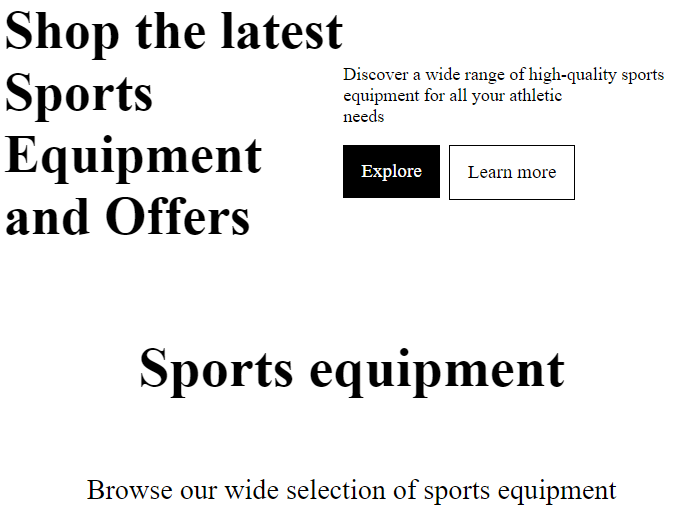 Shop the latest
Sports
Equipment
and Offers
Discover a wide range of high-quality sports
equipment for all your athletic
needs
Explore
Learn more
Sports equipment
Browse our wide selection of sports equipment